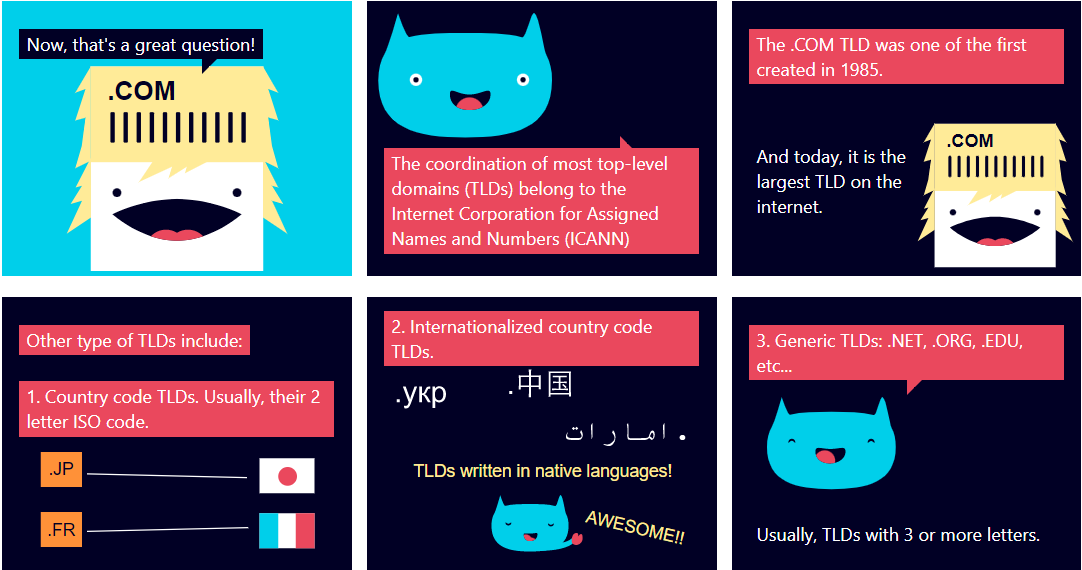 Now, that's a great question!
.COM
The coordination of most top-level
domains (TLDs) belong to the
Internet Corporation for Assigned
Names and Numbers (ICANN)
The .COM TLD was one of the first
created in 1985.
And today, it is the
largest TLD on the
internet.
.COM
Other type of TLDs include:
1. Country code TLDs. Usually, their 2
letter ISO code.
.JP
.FR
2. Internationalized country code
TLDs.
.укр
.中国
امارات.
TLDs written in native languages!
AWESOME!!
3. Generic TLDs: .NET, .ORG, .EDU,
etc...
Usually, TLDs with 3 or more letters.